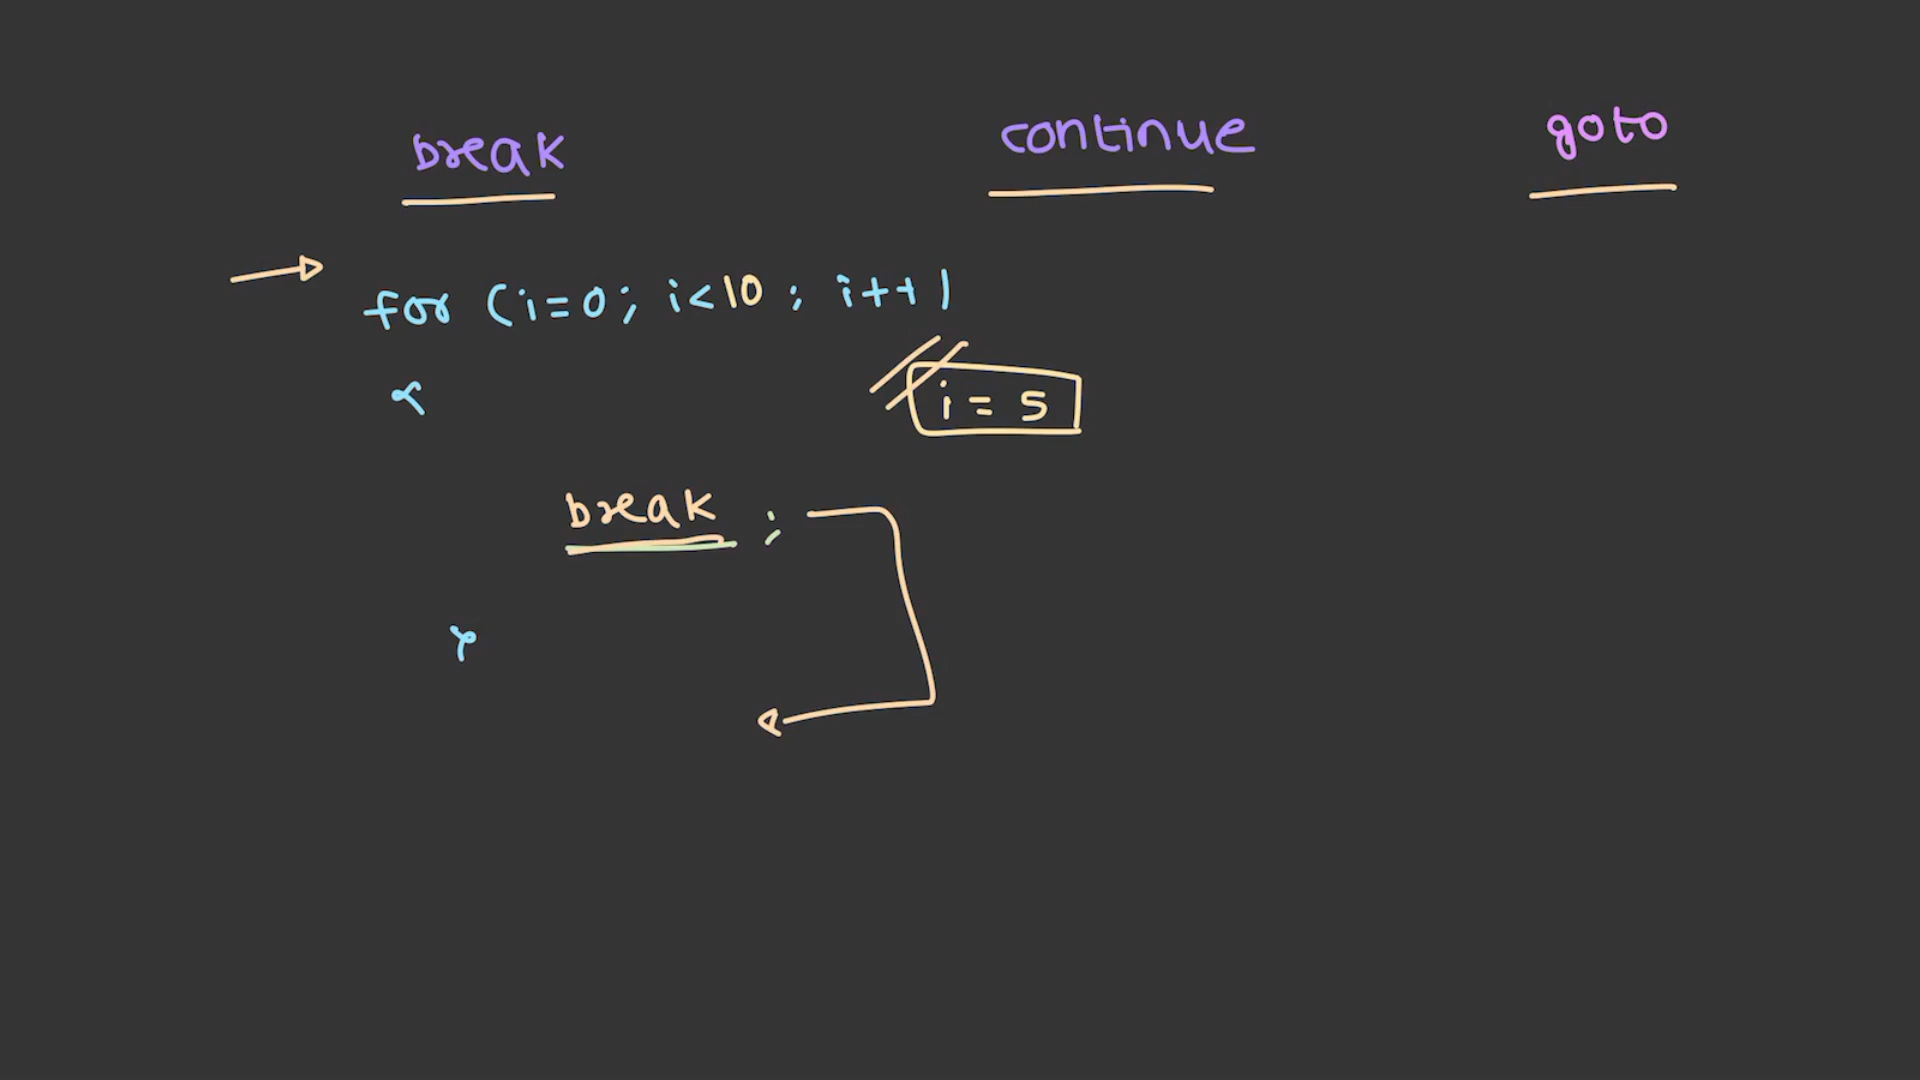 break continue goto
for (i=0; i<10; i++)
{
i = 5
break ;
}